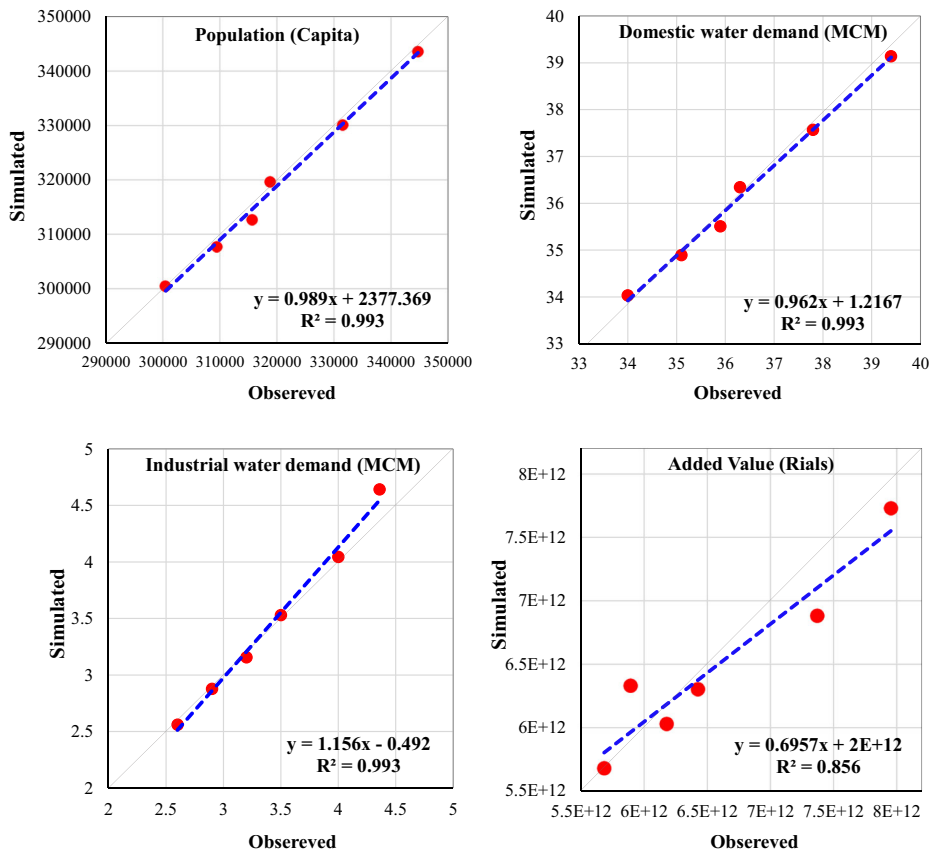 Population (Capita)
350000
340000
330000
320000
310000
300000
290000
Simulated
y = 0.989x + 2377.369
R² = 0.993
290000 300000 310000 320000 330000 340000 350000
Obsereved
Domestic water demand (MCM)
40
39
38
37
36
35
34
33
Simulated
y = 0.962x + 1.2167
R² = 0.993
33 34 35 36 37 38 39 40
Obsereved
Industrial water demand (MCM)
5
4.5
4
3.5
3
2.5
2
Simulated
y = 1.156x - 0.492
R² = 0.993
2 2.5 3 3.5 4 4.5 5
Obsereved
Added Value (Rials)
8E+12
7.5E+12
7E+12
6.5E+12
6E+12
5.5E+12
Simulated
y = 0.6957x + 2E+12
R² = 0.856
5.5E+12 6E+12 6.5E+12 7E+12 7.5E+12 8E+12
Obsereved